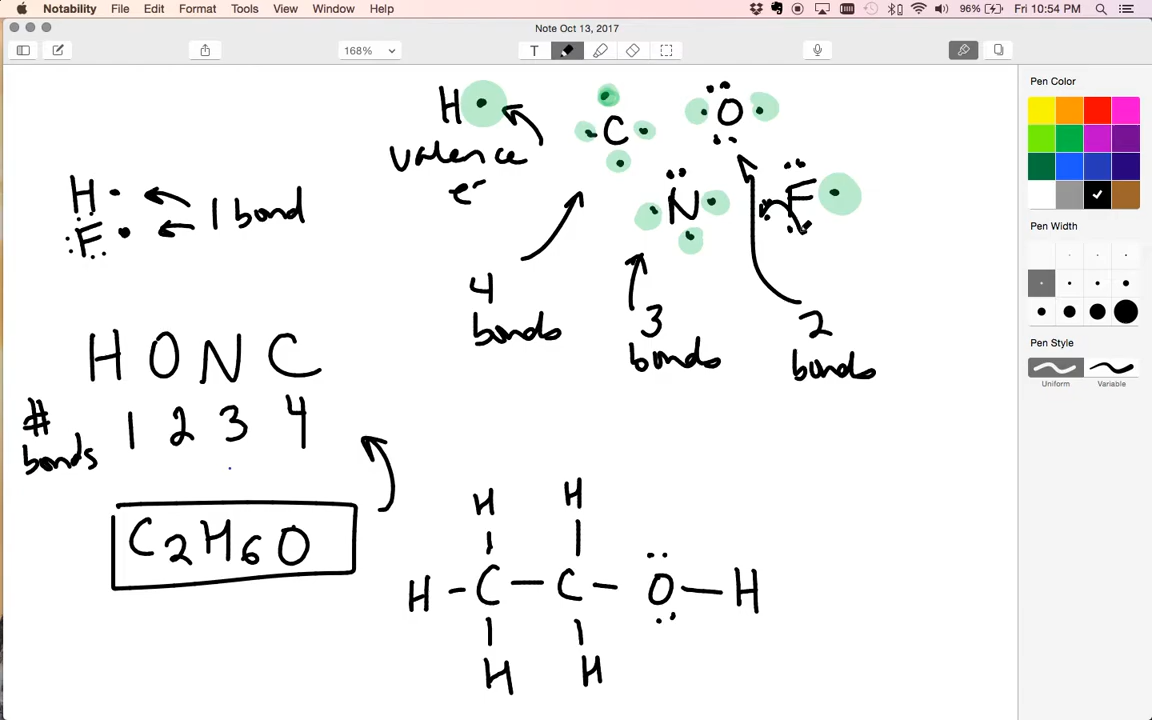 Notability File Edit Format Tools View Window Help 96% Fri 10:54 PM
Note Oct 13, 2017
168% T
Pen Color
Pen Width
Pen Style
Uniform Variable
H C O
valence
e-
N F
H
F
1 bond
4
bonds
3
bonds
2
bonds
H O N C
# bonds
1 2 3 4
C2H6O
H H
H - C - C - O - H
H H